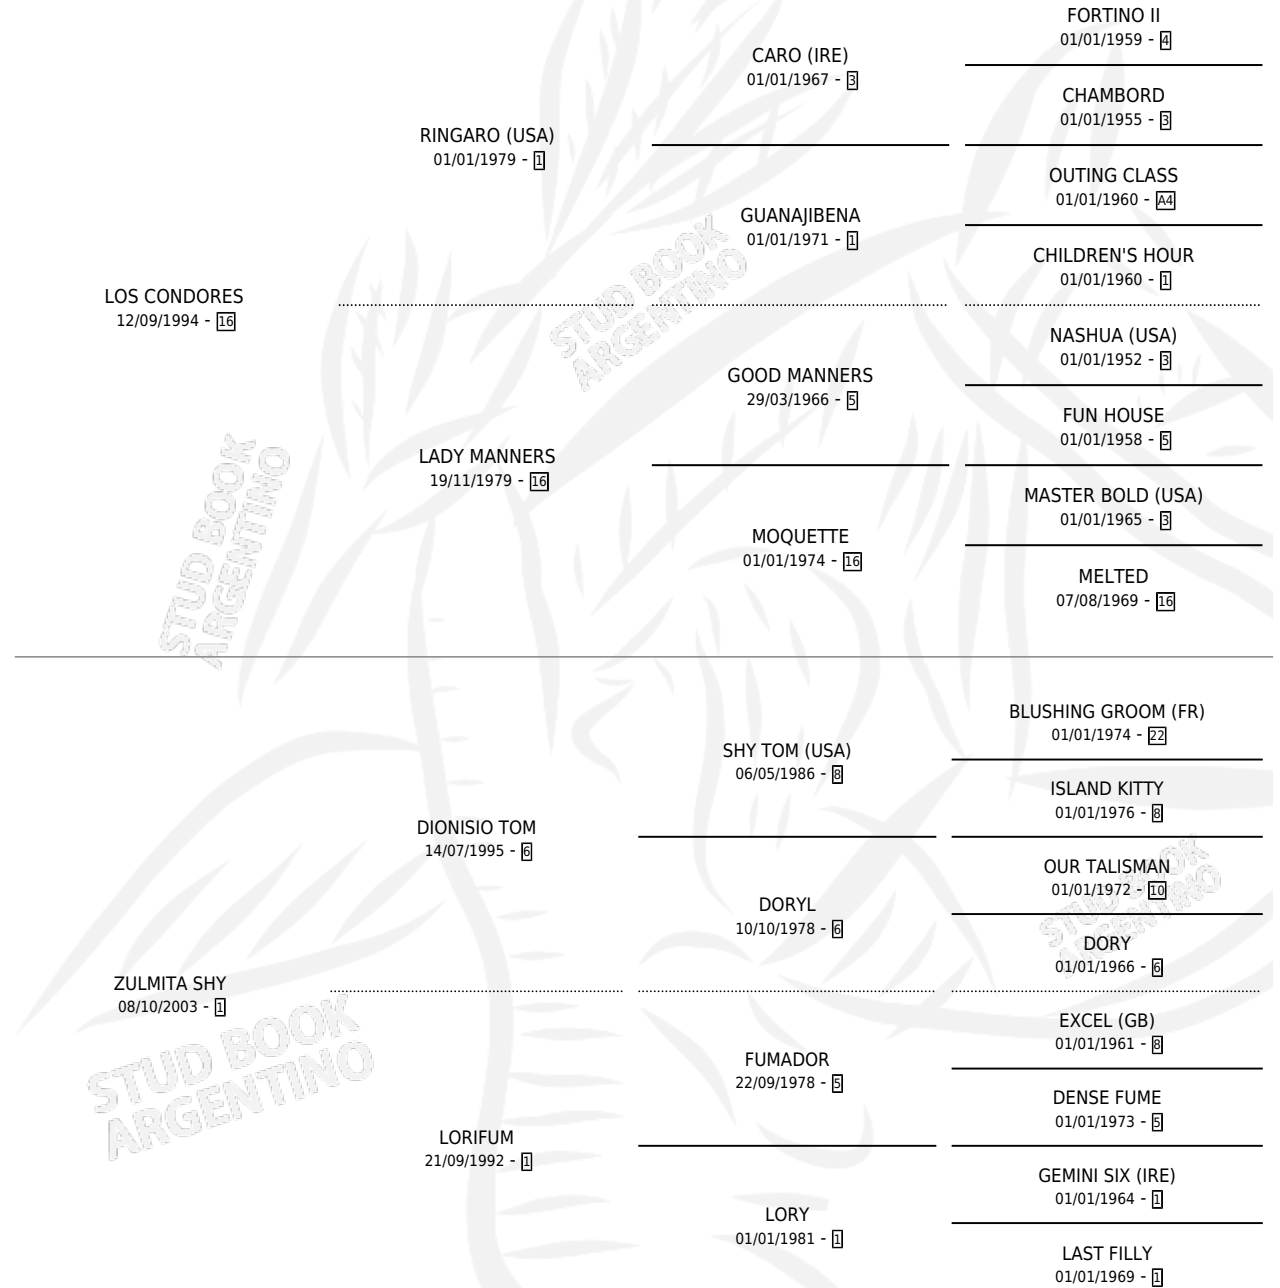 FORTINO II
01/01/1959 - 4
CARO (IRE)
01/01/1967 - 3
CHAMBORD
01/01/1955 - 3
RINGARO (USA)
01/01/1979 - 1
OUTING CLASS
01/01/1960 - A4
GUANAJIBENA
01/01/1971 - 1
CHILDREN'S HOUR
01/01/1960 - 1
LOS CONDORES
12/09/1994 - 16
NASHUA (USA)
01/01/1952 - 3
GOOD MANNERS
29/03/1966 - 5
FUN HOUSE
01/01/1958 - 5
LADY MANNERS
19/11/1979 - 16
MASTER BOLD (USA)
01/01/1965 - 3
MOQUETTE
01/01/1974 - 16
MELTED
07/08/1969 - 16
BLUSHING GROOM (FR)
01/01/1974 - 22
SHY TOM (USA)
06/05/1986 - 8
ISLAND KITTY
01/01/1976 - 8
DIONISIO TOM
14/07/1995 - 6
OUR TALISMAN
01/01/1972 - 10
DORYL
10/10/1978 - 6
DORY
01/01/1966 - 6
ZULMITA SHY
08/10/2003 - 1
EXCEL (GB)
01/01/1961 - 8
FUMADOR
22/09/1978 - 5
DENSE FUME
01/01/1973 - 5
LORIFUM
21/09/1992 - 1
GEMINI SIX (IRE)
01/01/1964 - 1
LORY
01/01/1981 - 1
LAST FILLY
01/01/1969 - 1
STUD BOOK
ARGENTINO
STUD BOOK
ARGENTINO
STUD BOOK
ARGENTINO
STUD BOOK
ARGENTINO